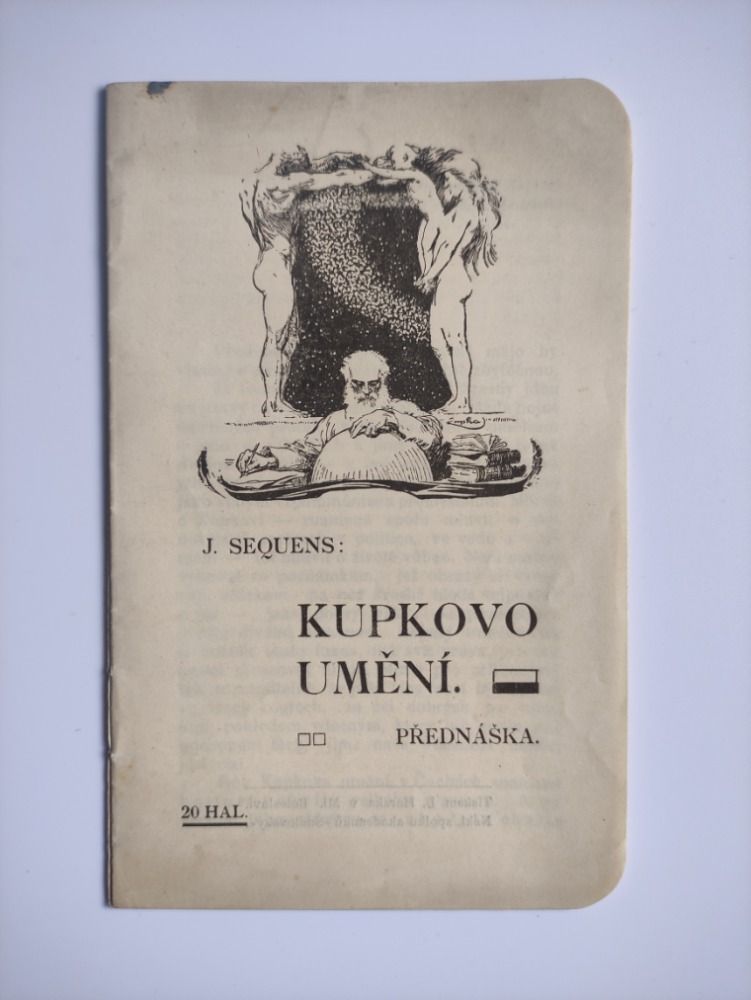 J. SEQUENS:
KUPKOVO
UMĚNÍ.
PŘEDNÁŠKA.
20 HAL.